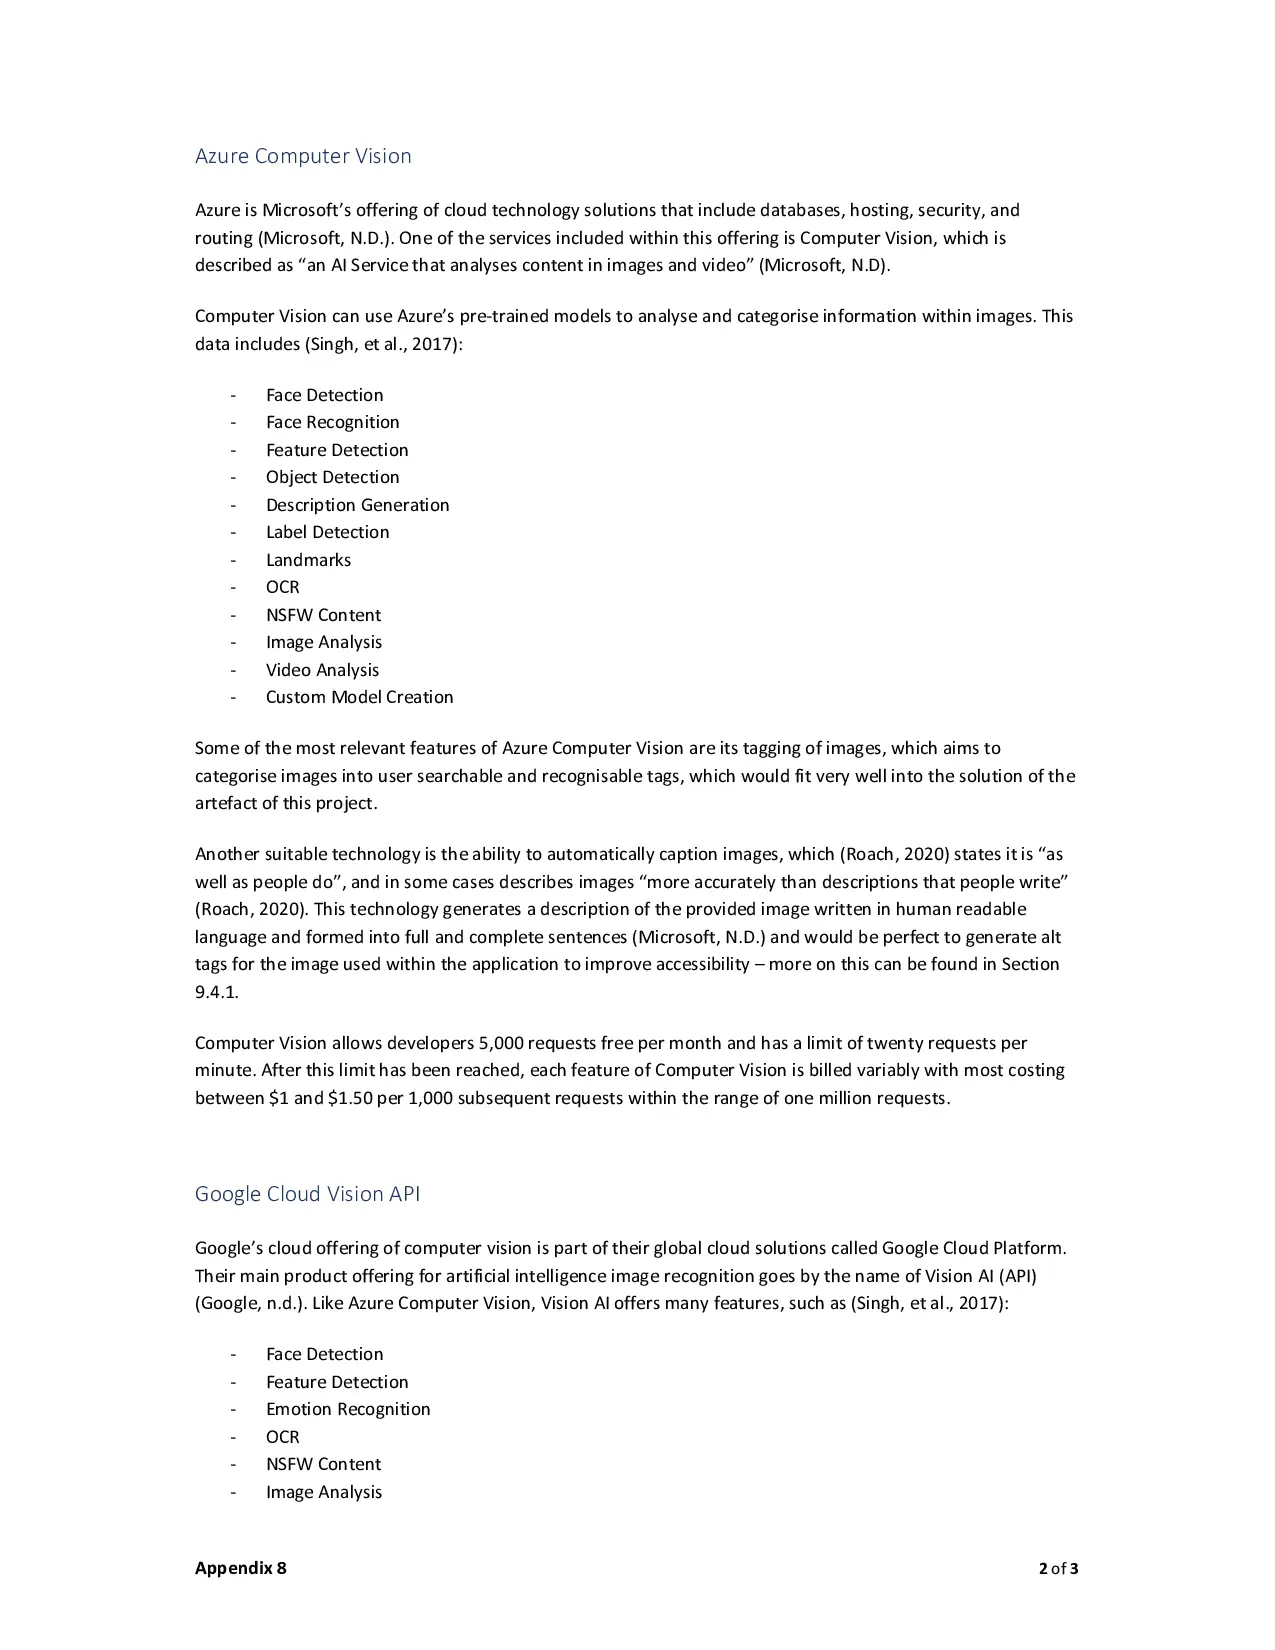 Azure Computer Vision
Azure is Microsoft’s offering of cloud technology solutions that include databases, hosting, security, and
routing (Microsoft, N.D.). One of the services included within this offering is Computer Vision, which is
described as “an AI Service that analyses content in images and video” (Microsoft, N.D).
Computer Vision can use Azure’s pre-trained models to analyse and categorise information within images. This
data includes (Singh, et al., 2017):
- Face Detection
- Face Recognition
- Feature Detection
- Object Detection
- Description Generation
- Label Detection
- Landmarks
- OCR
- NSFW Content
- Image Analysis
- Video Analysis
- Custom Model Creation
Some of the most relevant features of Azure Computer Vision are its tagging of images, which aims to
categorise images into user searchable and recognisable tags, which would fit very well into the solution of the
artefact of this project.
Another suitable technology is the ability to automatically caption images, which (Roach, 2020) states it is “as
well as people do”, and in some cases describes images “more accurately than descriptions that people write”
(Roach, 2020). This technology generates a description of the provided image written in human readable
language and formed into full and complete sentences (Microsoft, N.D.) and would be perfect to generate alt
tags for the image used within the application to improve accessibility – more on this can be found in Section
9.4.1.
Computer Vision allows developers 5,000 requests free per month and has a limit of twenty requests per
minute. After this limit has been reached, each feature of Computer Vision is billed variably with most costing
between $1 and $1.50 per 1,000 subsequent requests within the range of one million requests.
Google Cloud Vision API
Google’s cloud offering of computer vision is part of their global cloud solutions called Google Cloud Platform.
Their main product offering for artificial intelligence image recognition goes by the name of Vision AI (API)
(Google, n.d.). Like Azure Computer Vision, Vision AI offers many features, such as (Singh, et al., 2017):
- Face Detection
- Feature Detection
- Emotion Recognition
- OCR
- NSFW Content
- Image Analysis
Appendix 8 2 of 3